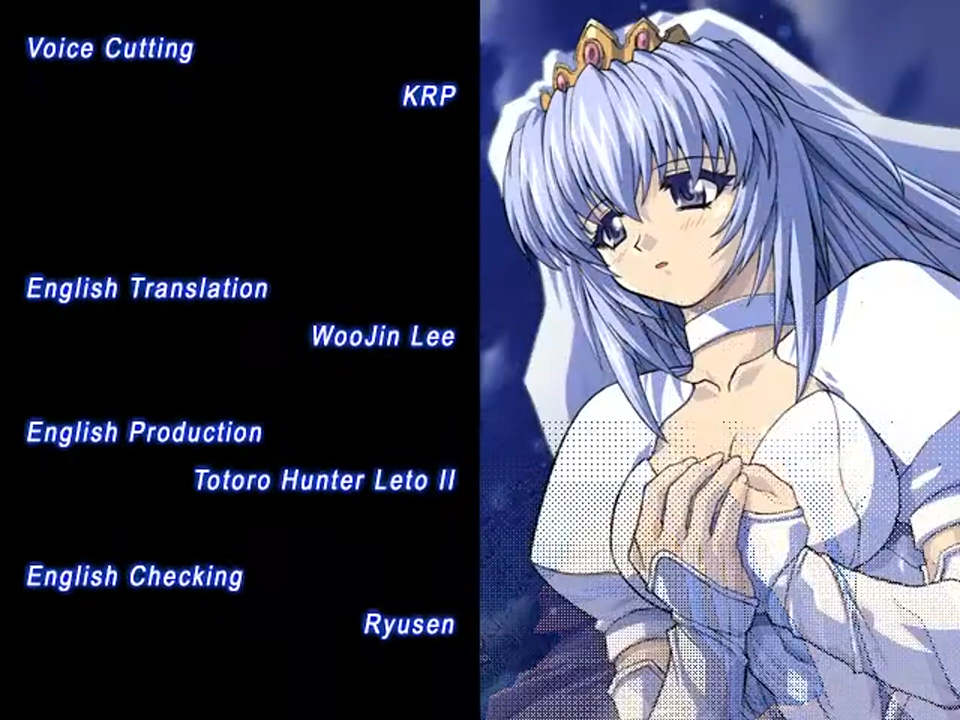 Voice Cutting
KRP
English Translation
WooJin Lee
English Production
Totoro Hunter Leto II
English Checking
Ryusen